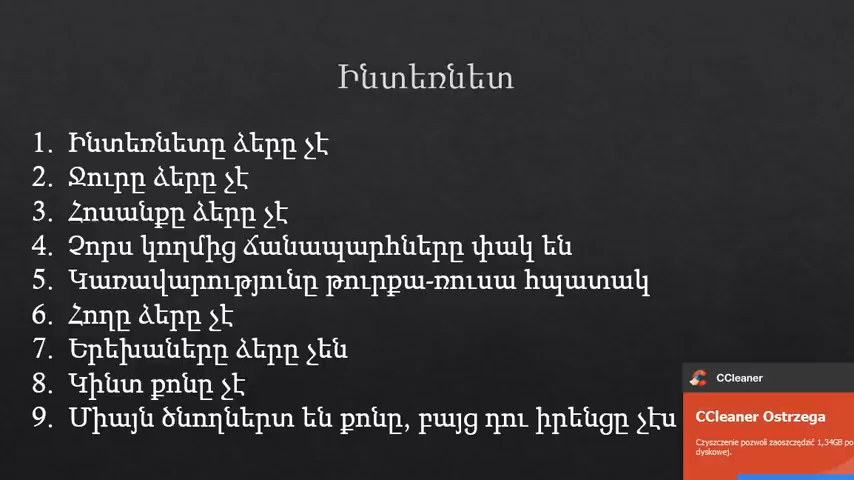 Ինտեռնետ
1. Ինտեռնետը ձերը չէ
2. Ջուրը ձերը չէ
3. Հոսանքը ձերը չէ
4. Չորս կողմից ճանապարհները փակ են
5. Կառավարությունը թուրքա-ռուսա հպատակ
6. Հողը ձերը չէ
7. Երեխաները ձերը չեն
8. Կինտ քոնը չէ
9. Միայն ծնողներտ են քոնը, բայց դու իրենցը չէս
CCleaner
CCleaner Ostrzega
Czyszczenie pozwoli zaoszczędzić 1,34GB po
dyskowej.